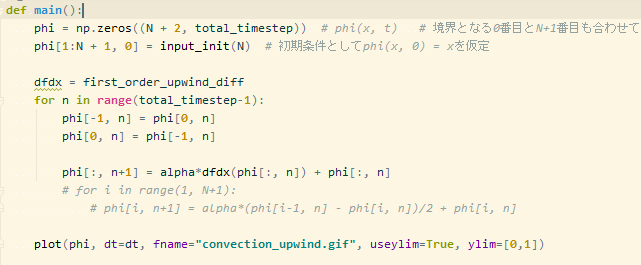 def main():
    phi = np.zeros((N + 2, total_timestep))  # phi(x, t)   # 境界となる0番目とN+1番目も合わせて
    phi[1:N + 1, 0] = input_init(N)  # 初期条件としてphi(x, 0) = xを仮定
    dfdx = first_order_upwind_diff
    for n in range(total_timestep-1):
        phi[-1, n] = phi[0, n]
        phi[0, n] = phi[-1, n]
        phi[:, n+1] = alpha*dfdx(phi[:, n]) + phi[:, n]
        # for i in range(1, N+1):
            # phi[i, n+1] = alpha*(phi[i-1, n] - phi[i, n])/2 + phi[i, n]
    plot(phi, dt=dt, fname="convection_upwind.gif", useylim=True, ylim=[0,1])